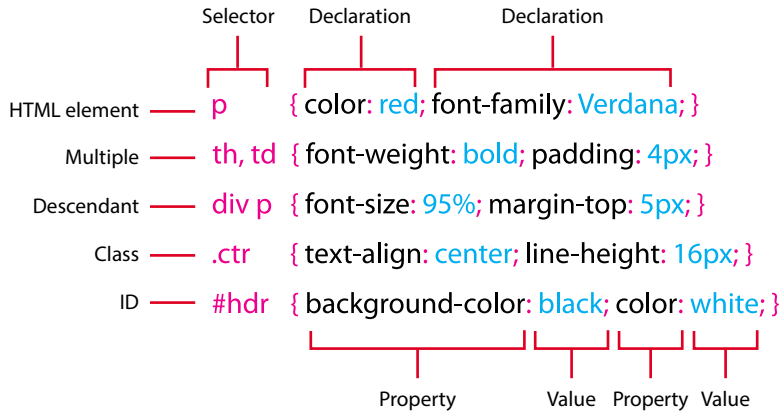 Selector Declaration Declaration
HTML element p { color: red; font-family: Verdana; }
Multiple th, td { font-weight: bold; padding: 4px; }
Descendant div p { font-size: 95%; margin-top: 5px; }
Class .ctr { text-align: center; line-height: 16px; }
ID #hdr { background-color: black; color: white; }
Property Value Property Value